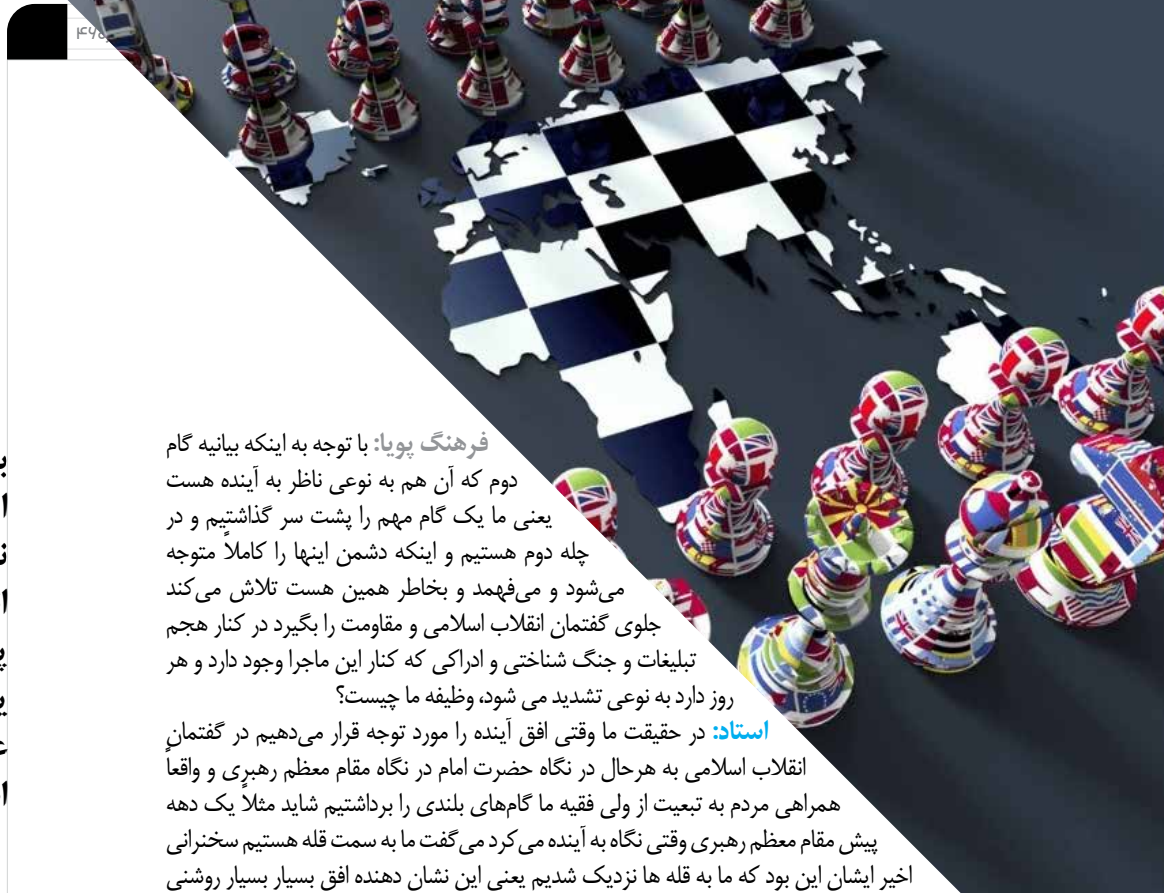 فرهنگ پویا: با توجه به اینکه بیانیه گام
دوم که آن هم به نوعی ناظر به آینده هست
یعنی ما یک گام مهم را پشت سر گذاشتیم و در
چله دوم هستیم و اینکه دشمن اینها را کاملاً متوجه
می‌شود و می‌فهمد و بخاطر همین هست تلاش می‌کند
جلوی گفتمان انقلاب اسلامی و مقاومت را بگیرد در کنار هجم
تبلیغات و جنگ شناختی و ادراکی که کنار این ماجرا وجود دارد و هر
روز دارد به نوعی تشدید می شود، وظیفه ما چیست؟
استاد: در حقیقت ما وقتی افق آینده را مورد توجه قرار می‌دهیم در گفتمان
انقلاب اسلامی به هرحال در نگاه حضرت امام در نگاه مقام معظم رهبری و واقعاً
همراهی مردم به تبعیت از ولی فقیه ما گام‌های بلندی را برداشتیم شاید مثلاً یک دهه
پیش مقام معظم رهبری وقتی نگاه به آینده می‌کرد می‌گفت ما به سمت قله هستیم سخنرانی
اخیر ایشان این بود که ما به قله ها نزدیک شدیم یعنی این نشان دهنده افق بسیار بسیار روشنی